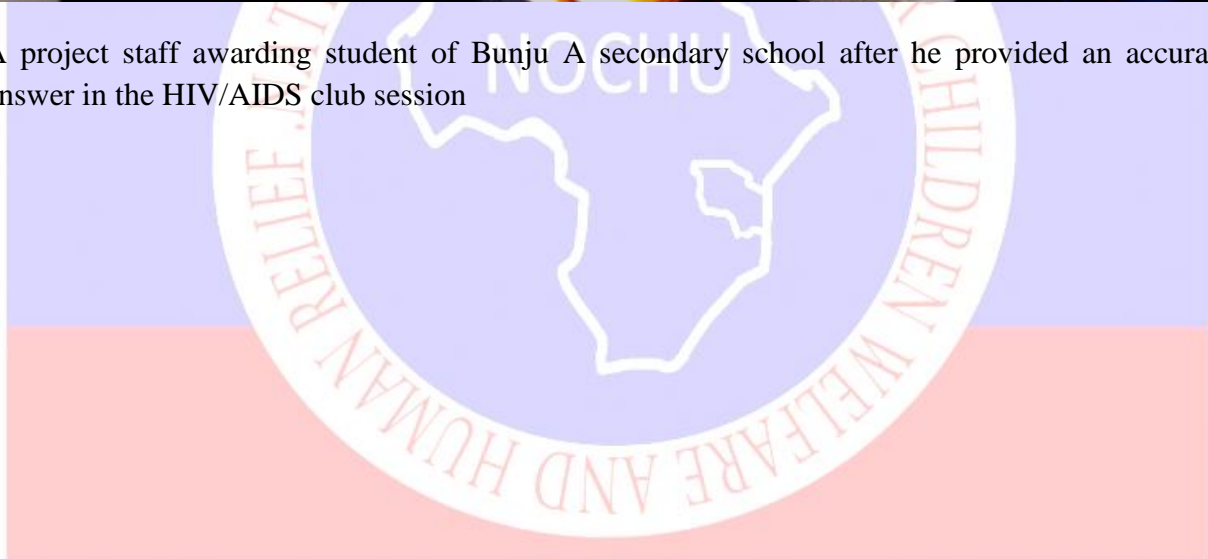 project staff awarding student of Bunju A secondary school after he provided an accura
nswer in the HIV/AIDS club session
NOCHU
CHILDREN WELFARE AND HUMAN RELIEF